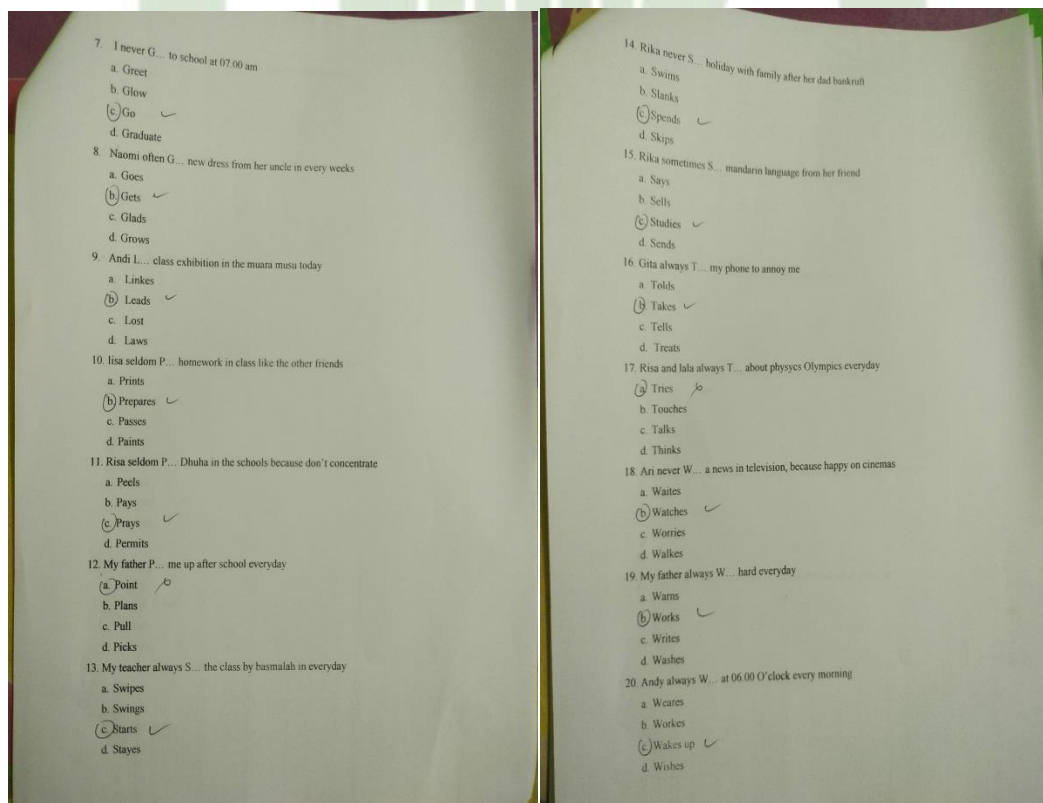 7. I never G... to school at 07.00 am
a. Greet
b. Glow
c. Go
d. Graduate
8. Naomi often G... new dress from her uncle in every weeks
a. Goes
b. Gets
c. Glads
d. Grows
9. Andi L... class exhibition in the muara musu today
a. Linkes
b. Leads
c. Lost
d. Laws
10. lisa seldom P... homework in class like the other friends
a. Prints
b. Prepares
c. Passes
d. Paints
11. Risa seldom P... Dhuha in the schools because don't concentrate
a. Peels
b. Pays
c. Prays
d. Permits
12. My father P... me up after school everyday
a. Point
b. Plans
c. Pull
d. Picks
13. My teacher always S... the class by basmalah in everyday
a. Swipes
b. Swings
c. Starts
d. Stayes
14. Rika never S... holiday with family after her dad bankruft
a. Swims
b. Slanks
c. Spends
d. Skips
15. Rika sometimes S... mandarin language from her friend
a. Says
b. Sells
c. Studies
d. Sends
16. Gita always T... my phone to annoy me
a. Tolds
b. Takes
c. Tells
d. Treats
17. Risa and lala always T... about physycs Olympics everyday
a. Tries
b. Touches
c. Talks
d. Thinks
18. Ari never W... a news in television, because happy on cinemas
a. Waites
b. Watches
c. Worries
d. Walkes
19. My father always W... hard everyday
a. Warns
b. Works
c. Writes
d. Washes
20. Andy always W... at 06.00 O'clock every morning
a. Weares
b. Workes
c. Wakes up
d. Wishes